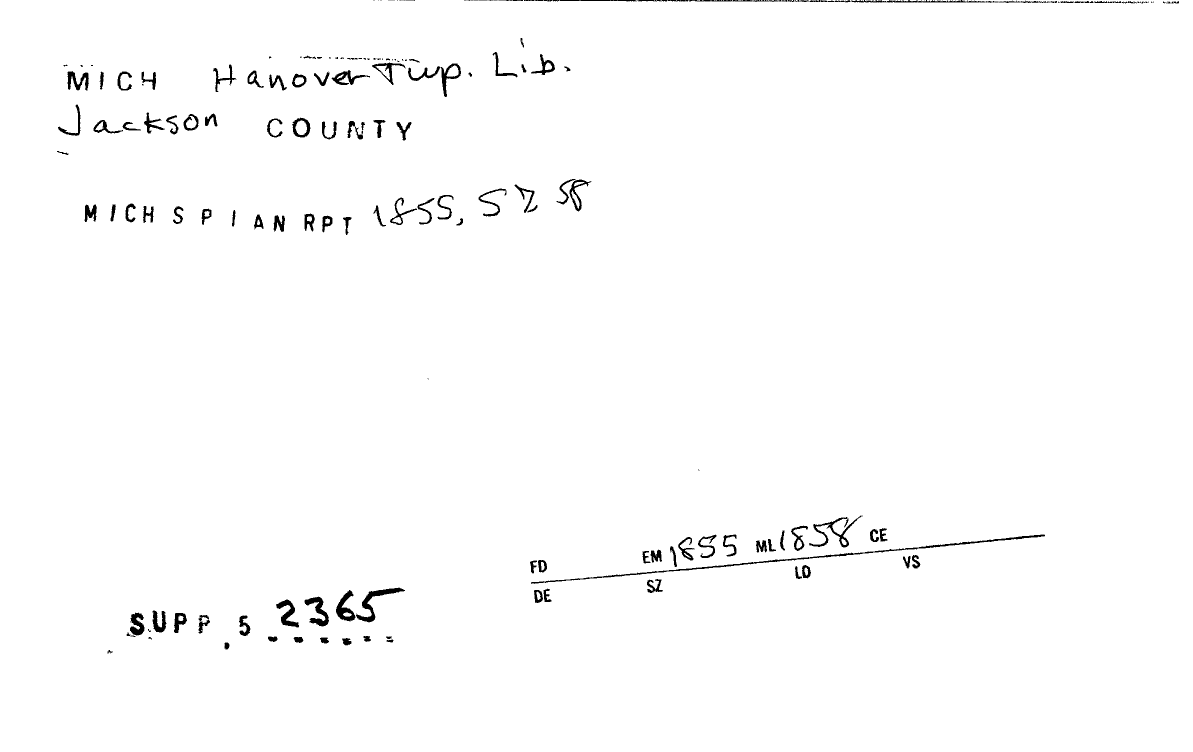 MICH Hanover Twp. Lib.
Jackson COUNTY
MICH S P I AN RPT 1855, 57 58
FD EM 1855 ML 1858 CE
DE SZ LD VS
SUPP. 5 2365